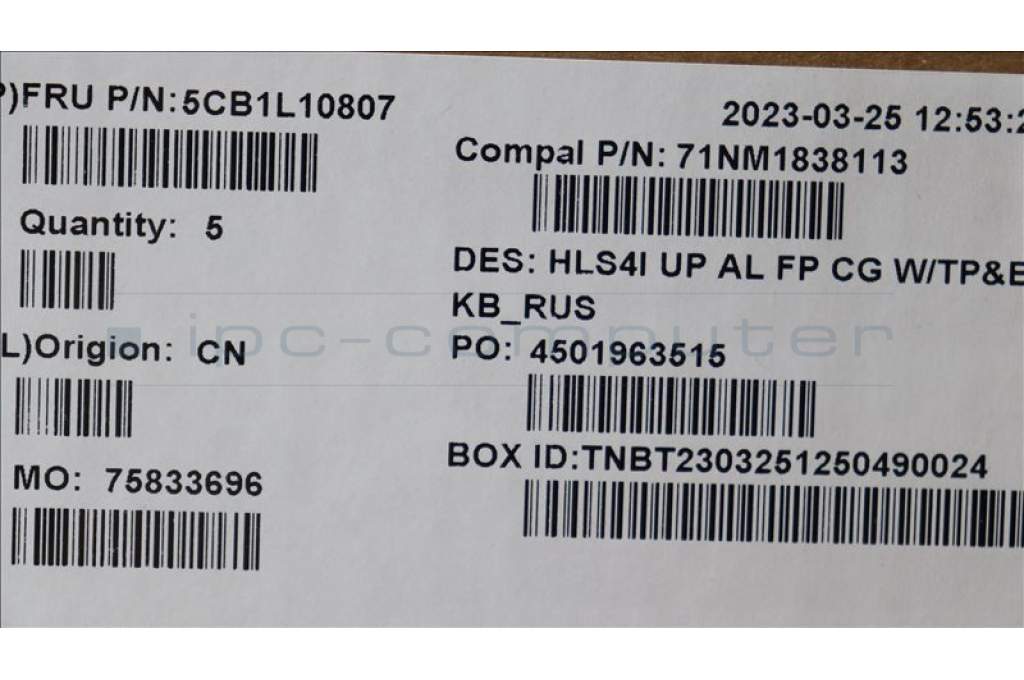 P)FRU P/N:5CB1L10807
2023-03-25 12:53:2
Compal P/N: 71NM1838113
Quantity: 5
DES: HLS4I UP AL FP CG W/TP&B
KB_RUS
L)Origion: CN
PO: 4501963515
ipc-computer
BOX ID:TNBT2303251250490024
MO: 75833696